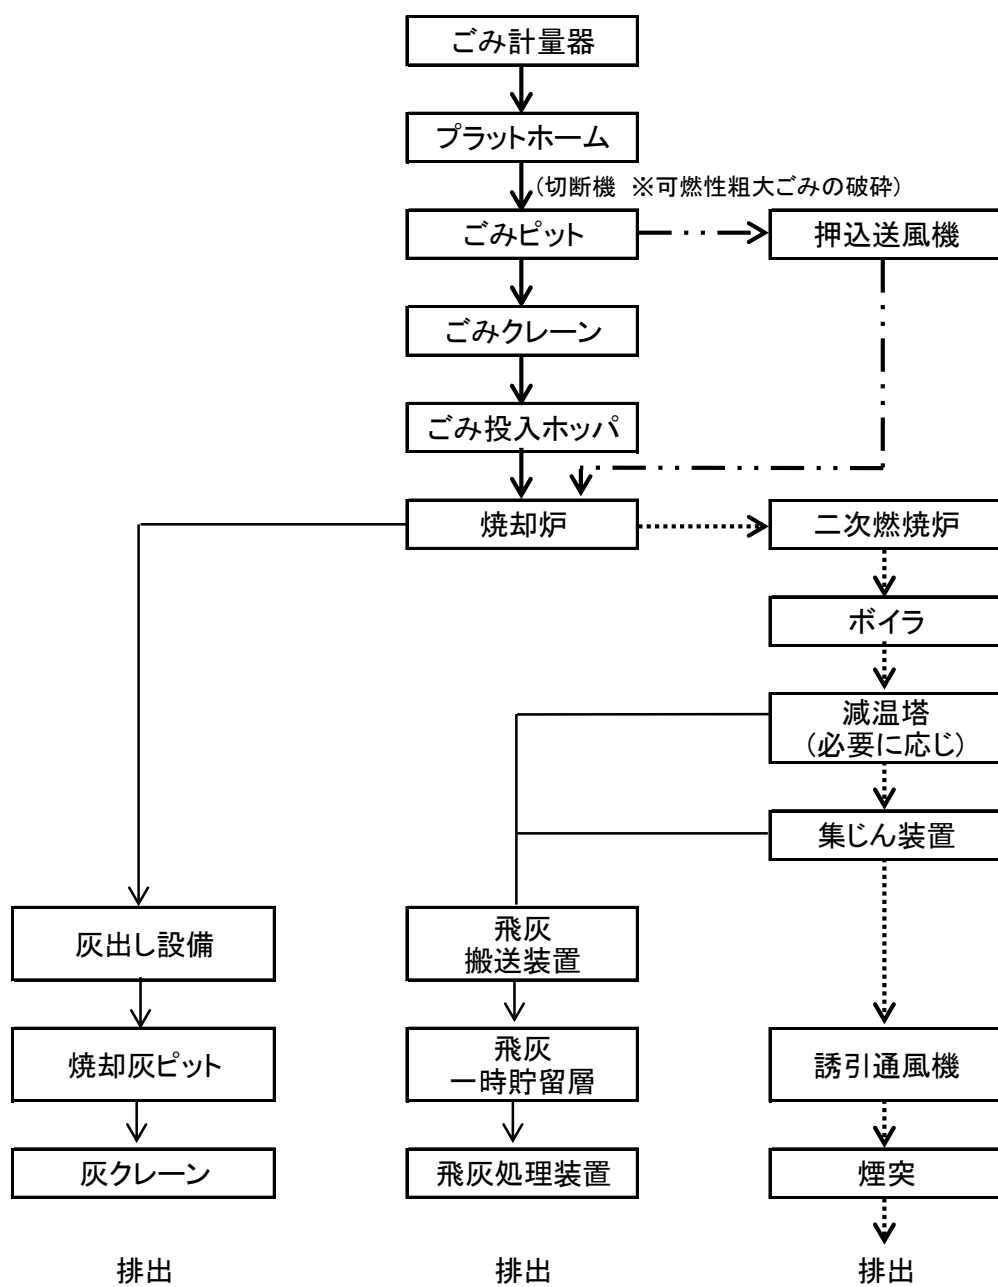 ごみ計量器
プラットホーム
(切断機 ※可燃性粗大ごみの破砕)
ごみピット
押込送風機
ごみクレーン
ごみ投入ホッパ
焼却炉
二次燃焼炉
ボイラ
減温塔
(必要に応じ)
集じん装置
灰出し設備
飛灰
搬送装置
焼却灰ピット
飛灰
一時貯留層
誘引通風機
灰クレーン
飛灰処理装置
煙突
排出
排出
排出